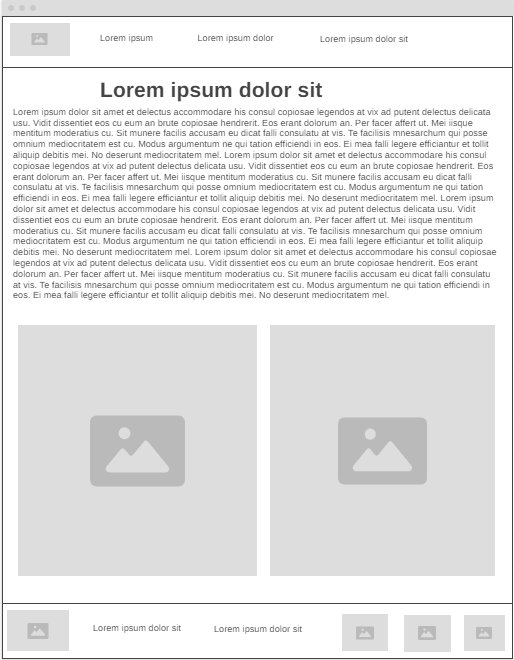 Lorem ipsum
Lorem ipsum dolor
Lorem ipsum dolor sit
Lorem ipsum dolor sit
Lorem ipsum dolor sit amet et delectus accommodare his consul copiosae legendos at vix ad putent delectus delicata
usu. Vidit dissentiet eos cu eum an brute copiosae hendrerit. Eos erant dolorum an. Per facer affert ut. Mei iisque
mentitum moderatius cu. Sit munere facilis accusam eu dicat falli consulatu at vis. Te facilisis mnesarchum qui posse
omnium mediocritatem est cu. Modus argumentum ne qui tation efficiendi in eos. Ei mea falli legere efficiantur et tollit
aliquip debitis mei. No deserunt mediocritatem mel. Lorem ipsum dolor sit amet et delectus accommodare his consul
copiosae legendos at vix ad putent delectus delicata usu. Vidit dissentiet eos cu eum an brute copiosae hendrerit. Eos
erant dolorum an. Per facer affert ut. Mei iisque mentitum moderatius cu. Sit munere facilis accusam eu dicat falli
consulatu at vis. Te facilisis mnesarchum qui posse omnium mediocritatem est cu. Modus argumentum ne qui tation
efficiendi in eos. Ei mea falli legere efficiantur et tollit aliquip debitis mei. No deserunt mediocritatem mel. Lorem ipsum
dolor sit amet et delectus accommodare his consul copiosae legendos at vix ad putent delectus delicata usu. Vidit
dissentiet eos cu eum an brute copiosae hendrerit. Eos erant dolorum an. Per facer affert ut. Mei iisque mentitum
moderatius cu. Sit munere facilis accusam eu dicat falli consulatu at vis. Te facilisis mnesarchum qui posse omnium
mediocritatem est cu. Modus argumentum ne qui tation efficiendi in eos. Ei mea falli legere efficiantur et tollit aliquip
debitis mei. No deserunt mediocritatem mel. Lorem ipsum dolor sit amet et delectus accommodare his consul copiosae
legendos at vix ad putent delectus delicata usu. Vidit dissentiet eos cu eum an brute copiosae hendrerit. Eos erant
dolorum an. Per facer affert ut. Mei iisque mentitum moderatius cu. Sit munere facilis accusam eu dicat falli consulatu
at vis. Te facilisis mnesarchum qui posse omnium mediocritatem est cu. Modus argumentum ne qui tation efficiendi in
eos. Ei mea falli legere efficiantur et tollit aliquip debitis mei. No deserunt mediocritatem mel.
Lorem ipsum dolor sit
Lorem ipsum dolor sit